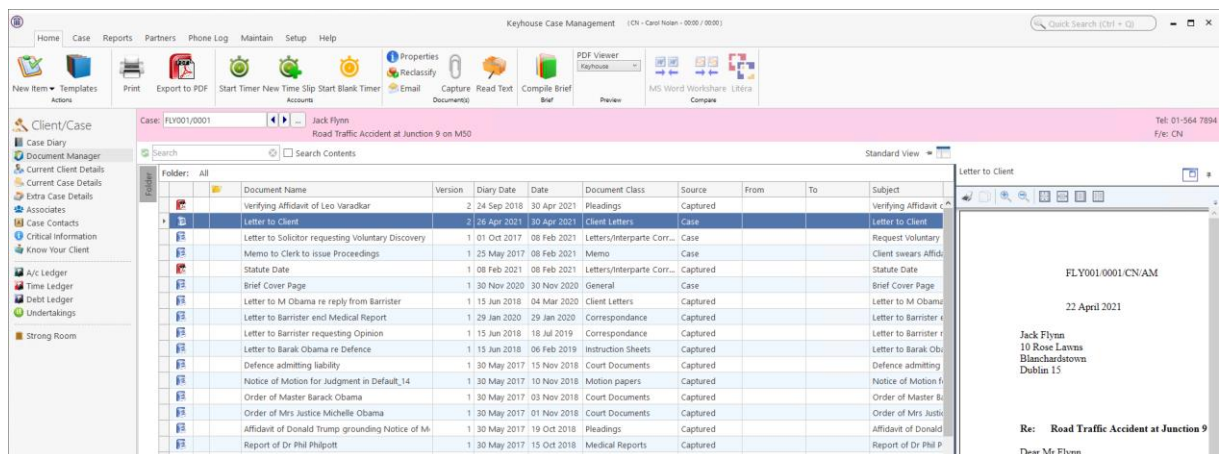 Keyhouse Case Management (CN - Carol Nolan - 00:00 / 00:00)
Quick Search (Ctrl + Q)
Home Case Reports Partners Phone Log Maintain Setup Help
New Item Templates
Actions
Print
Export to PDF
Start Timer New Time Slip Start Blank Timer
Accounts
Properties
Reclassify
Email
Capture Read Text
Document(s)
Compile Brief
Brief
PDF Viewer
Keyhouse
Preview
MS Word Workshare Litéra
Compare
Client/Case
Case Diary
Document Manager
Current Client Details
Current Case Details
Extra Case Details
Associates
Case Contacts
Critical Information
Know Your Client
A/c Ledger
Time Ledger
Debt Ledger
Undertakings
Strong Room
Case: FLY001/0001 ... Jack Flynn
Road Traffic Accident at Junction 9 on M50
Tel: 01-564 7894
F/e: CN
Search Search Contents
Standard View
Folder
Folder: All
Document Name Version Diary Date Date Document Class Source From To Subject
Verifying Affidavit of Leo Varadkar 2 24 Sep 2018 30 Apr 2021 Pleadings Captured Verifying Affidavit
Letter to Client 2 26 Apr 2021 30 Apr 2021 Client Letters Case Letter to Client
Letter to Solicitor requesting Voluntary Discovery 1 01 Oct 2017 08 Feb 2021 Letters/Interparte Corr... Case Request Voluntary
Memo to Clerk to issue Proceedings 1 25 May 2017 08 Feb 2021 Memo Case Client swears Affid
Statute Date 1 08 Feb 2021 08 Feb 2021 Letters/Interparte Corr... Captured Statute Date
Brief Cover Page 1 30 Nov 2020 30 Nov 2020 General Case Brief Cover Page
Letter to M Obama re reply from Barrister 1 15 Jun 2018 04 Mar 2020 Client Letters Captured Letter to M Obama
Letter to Barrister end Medical Report 1 29 Jan 2020 29 Jan 2020 Correspondance Captured Letter to Barrister
Letter to Barrister requesting Opinion 1 15 Jun 2018 18 Jul 2019 Correspondance Captured Letter to Barrister
Letter to Barak Obama re Defence 1 15 Jun 2018 06 Feb 2019 Instruction Sheets Captured Letter to Barak Ob
Defence admitting liability 1 30 May 2017 15 Nov 2018 Court Documents Captured Defence admitting
Notice of Motion for Judgment in Default_14 1 30 May 2017 10 Nov 2018 Motion papers Captured Notice of Motion f
Order of Master Barack Obama 1 30 May 2017 03 Nov 2018 Court Documents Captured Order of Master B
Order of Mrs Justice Michelle Obama 1 30 May 2017 01 Nov 2018 Court Documents Captured Order of Mrs Justi
Affidavit of Donald Trump grounding Notice of M 1 30 May 2017 19 Oct 2018 Pleadings Captured Affidavit of Donald
Report of Dr Phil Philpott 1 30 May 2017 15 Oct 2018 Medical Reports Captured Report of Dr Phil P
Letter to Client
FLY001/0001/CN/AM
22 April 2021
Jack Flynn
10 Rose Lawns
Blanchardstown
Dublin 15
Re: Road Traffic Accident at Junction 9
Dear Mr Flynn